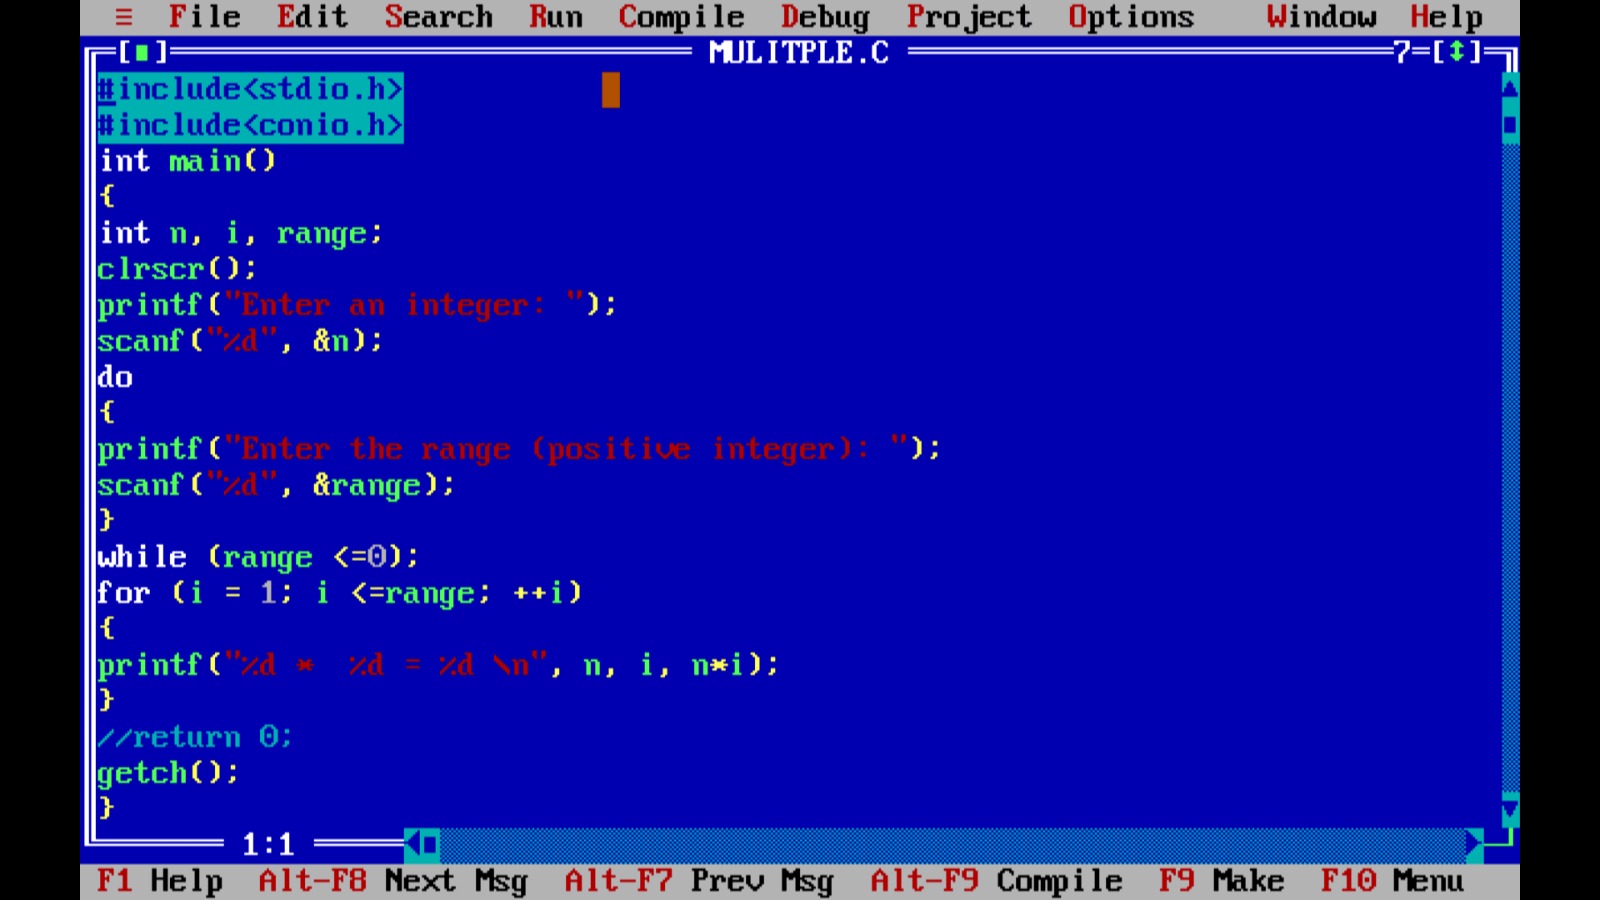 ≡ File Edit Search Run Compile Debug Project Options Window Help
[■] MULITPLE.C 7=[↕]
#include<stdio.h>
#include<conio.h>
int main()
{
int n, i, range;
clrscr();
printf("Enter an integer: ");
scanf("%d", &n);
do
{
printf("Enter the range (positive integer): ");
scanf("%d", &range);
}
while (range <=0);
for (i = 1; i <=range; ++i)
{
printf("%d *  %d = %d \n", n, i, n*i);
}
//return 0;
getch();
}
1:1
F1 Help Alt-F8 Next Msg Alt-F7 Prev Msg Alt-F9 Compile F9 Make F10 Menu